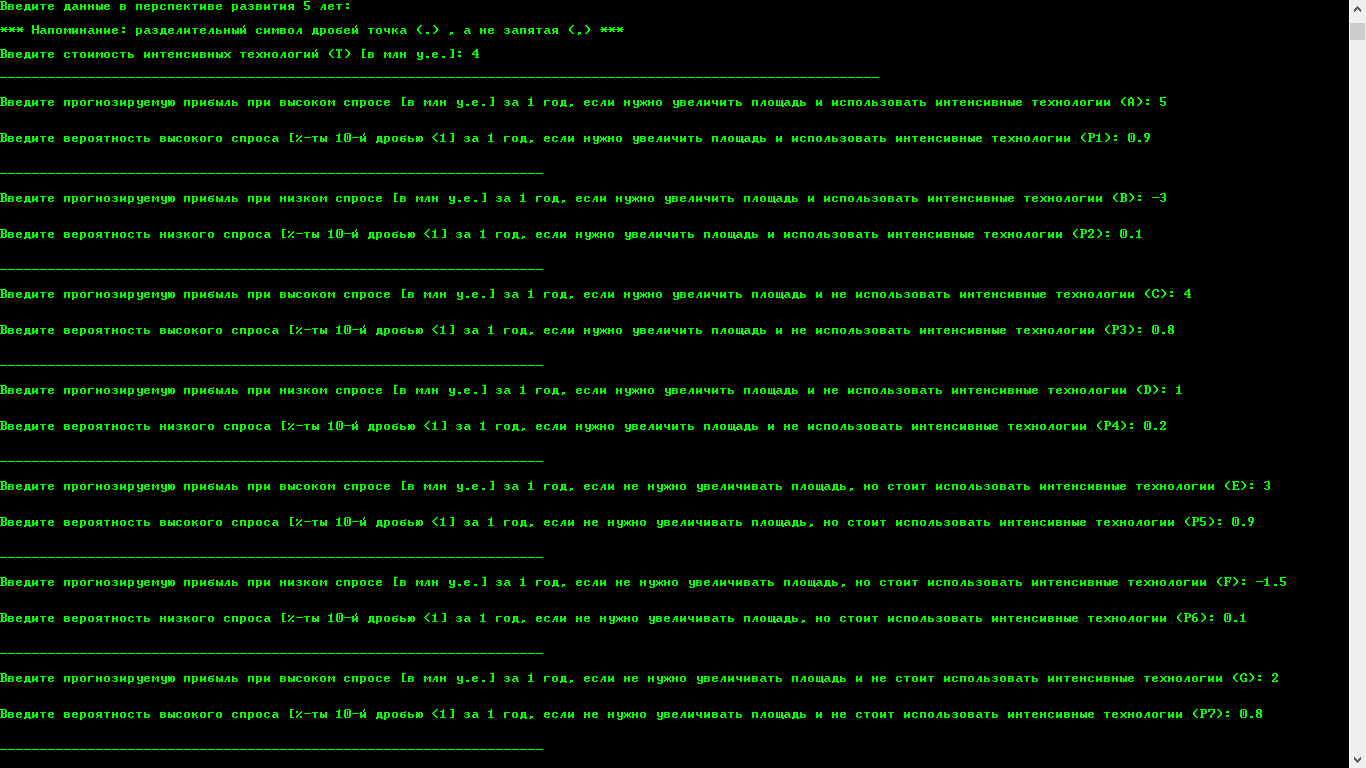 Введите данные в перспективе развития 5 лет:
*** Напоминание: разделительный символ дробей точка (.) , а не запятая (,) ***
Введите стоимость интенсивных технологий (T) [в млн у.е.]: 4
--------------------------------------------------------------------------------------------------------------
Введите прогнозируемую прибыль при высоком спросе [в млн у.е.] за 1 год, если нужно увеличить площадь и использовать интенсивные технологии (A): 5
Введите вероятность высокого спроса [%-ты 10-й дробью <1] за 1 год, если нужно увеличить площадь и использовать интенсивные технологии (P1): 0.9
--------------------------------------------------------------------
Введите прогнозируемую прибыль при низком спросе [в млн у.е.] за 1 год, если нужно увеличить площадь и использовать интенсивные технологии (B): -3
Введите вероятность низкого спроса [%-ты 10-й дробью <1] за 1 год, если нужно увеличить площадь и использовать интенсивные технологии (P2): 0.1
--------------------------------------------------------------------
Введите прогнозируемую прибыль при высоком спросе [в млн у.е.] за 1 год, если нужно увеличить площадь и не использовать интенсивные технологии (C): 4
Введите вероятность высокого спроса [%-ты 10-й дробью <1] за 1 год, если нужно увеличить площадь и не использовать интенсивные технологии (P3): 0.8
--------------------------------------------------------------------
Введите прогнозируемую прибыль при низком спросе [в млн у.е.] за 1 год, если нужно увеличить площадь и не использовать интенсивные технологии (D): 1
Введите вероятность низкого спроса [%-ты 10-й дробью <1] за 1 год, если нужно увеличить площадь и не использовать интенсивные технологии (P4): 0.2
--------------------------------------------------------------------
Введите прогнозируемую прибыль при высоком спросе [в млн у.е.] за 1 год, если не нужно увеличивать площадь, но стоит использовать интенсивные технологии (E): 3
Введите вероятность высокого спроса [%-ты 10-й дробью <1] за 1 год, если не нужно увеличивать площадь, но стоит использовать интенсивные технологии (P5): 0.9
--------------------------------------------------------------------
Введите прогнозируемую прибыль при низком спросе [в млн у.е.] за 1 год, если не нужно увеличивать площадь, но стоит использовать интенсивные технологии (F): -1.5
Введите вероятность низкого спроса [%-ты 10-й дробью <1] за 1 год, если не нужно увеличивать площадь, но стоит использовать интенсивные технологии (P6): 0.1
--------------------------------------------------------------------
Введите прогнозируемую прибыль при высоком спросе [в млн у.е.] за 1 год, если не нужно увеличивать площадь и не стоит использовать интенсивные технологии (G): 2
Введите вероятность высокого спроса [%-ты 10-й дробью <1] за 1 год, если не нужно увеличивать площадь и не стоит использовать интенсивные технологии (P7): 0.8
--------------------------------------------------------------------